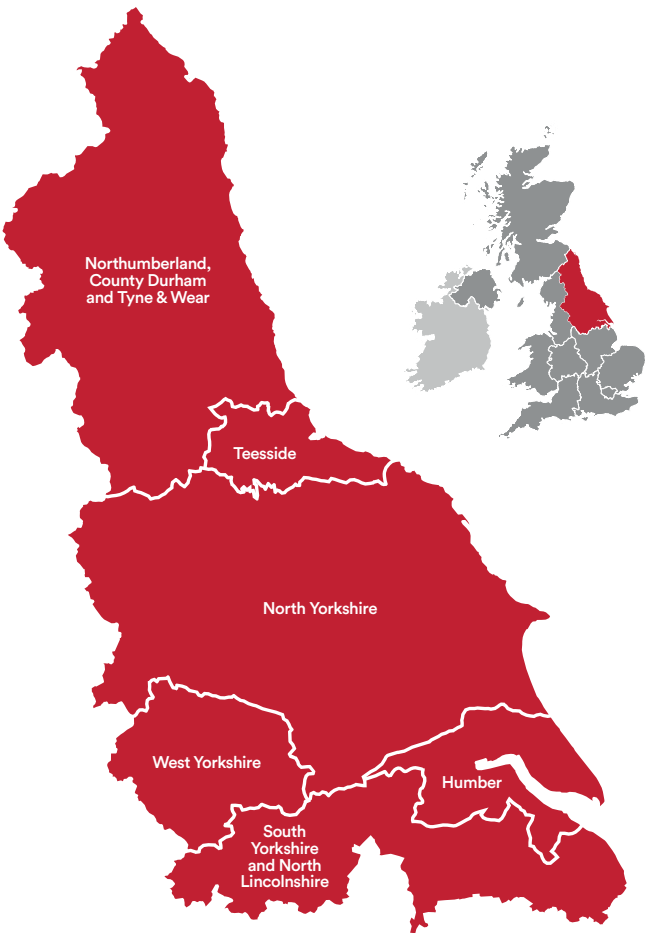 Northumberland,
County Durham
and Tyne & Wear
Teesside
North Yorkshire
West Yorkshire
Humber
South
Yorkshire
and North
Lincolnshire